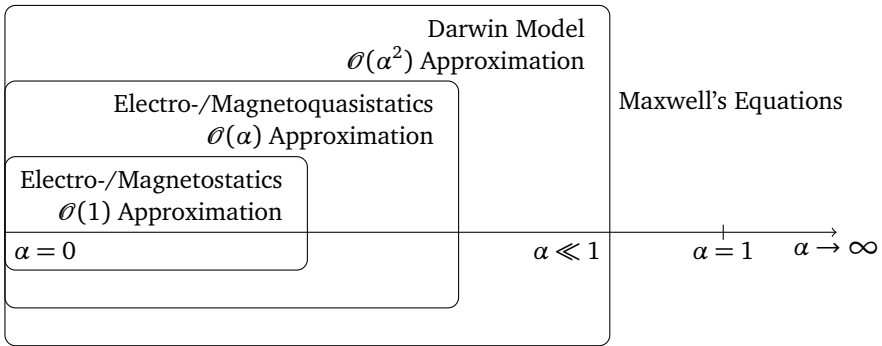 Darwin Model
𝒪(α²) Approximation
Electro-/Magnetoquasistatics
𝒪(α) Approximation
Maxwell's Equations
Electro-/Magnetostatics
𝒪(1) Approximation
α = 0
α ≪ 1
α = 1
α → ∞